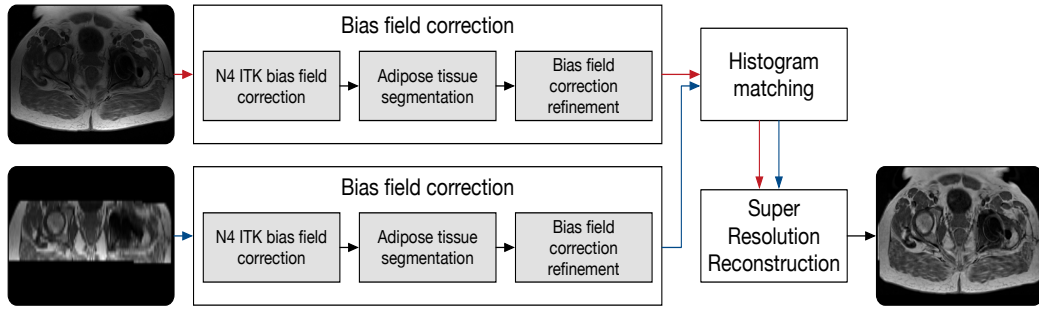 Bias field correction
N4 ITK bias field
correction
Adipose tissue
segmentation
Bias field
correction
refinement
Histogram
matching
Bias field correction
N4 ITK bias field
correction
Adipose tissue
segmentation
Bias field
correction
refinement
Super
Resolution
Reconstruction